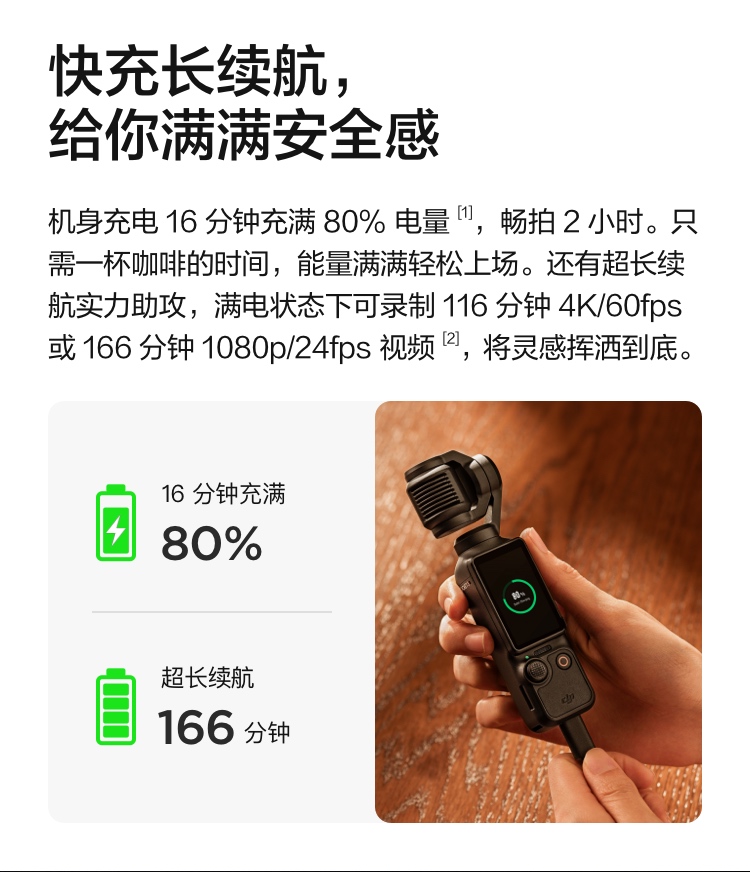 快充长续航，
给你满满安全感
机身充电 16 分钟充满 80% 电量 [1]，畅拍 2 小时。只
需一杯咖啡的时间，能量满满轻松上场。还有超长续
航实力助攻，满电状态下可录制 116 分钟 4K/60fps
或 166 分钟 1080p/24fps 视频 [2]，将灵感挥洒到底。
16 分钟充满
80%
超长续航
166 分钟
80%
dji